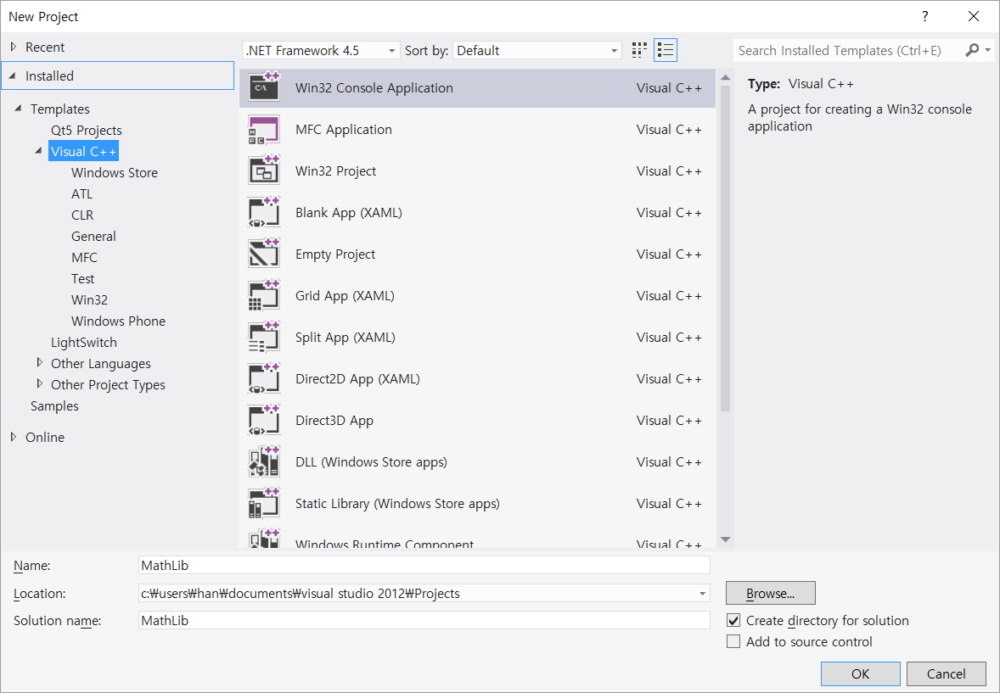 New Project
?
Recent
Installed
Templates
Qt5 Projects
Visual C++
Windows Store
ATL
CLR
General
MFC
Test
Win32
Windows Phone
LightSwitch
Other Languages
Other Project Types
Samples
Online
.NET Framework 4.5
Sort by: Default
Win32 Console Application Visual C++
MFC Application Visual C++
Win32 Project Visual C++
Blank App (XAML) Visual C++
Empty Project Visual C++
Grid App (XAML) Visual C++
Split App (XAML) Visual C++
Direct2D App (XAML) Visual C++
Direct3D App Visual C++
DLL (Windows Store apps) Visual C++
Static Library (Windows Store apps) Visual C++
Windows Runtime Component Visual C++
Search Installed Templates (Ctrl+E)
Type: Visual C++
A project for creating a Win32 console
application
Name: MathLib
Location: c:₩users₩han₩documents₩visual studio 2012₩Projects
Browse...
Solution name: MathLib
Create directory for solution
Add to source control
OK Cancel